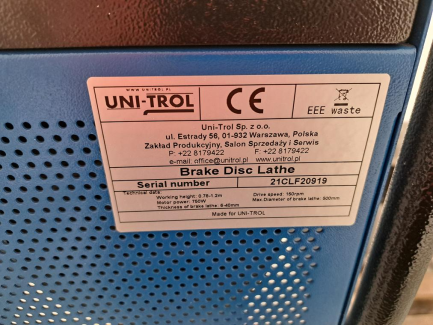 www.uni-trol.pl
UNI-TROL
CE
EEE waste
Uni-Trol Sp. z o.o.
ul. Estrady 56, 01-932 Warszawa, Polska
Zakład Produkcyjny, Salon Sprzedaży i Serwis
P: +22 8179422 F: +22 8179422
e-mail: office@unitrol.pl www.unitrol.pl
Brake Disc Lathe
Serial number 21CLF20919
Technical data:
Working height: 0.78-1.2m Drive speed: 150rpm
Motor power: 750W Max.Diameter of brake lathe: 500mm
Thickness of brake lathe: 6-40mm
Made for UNI-TROL